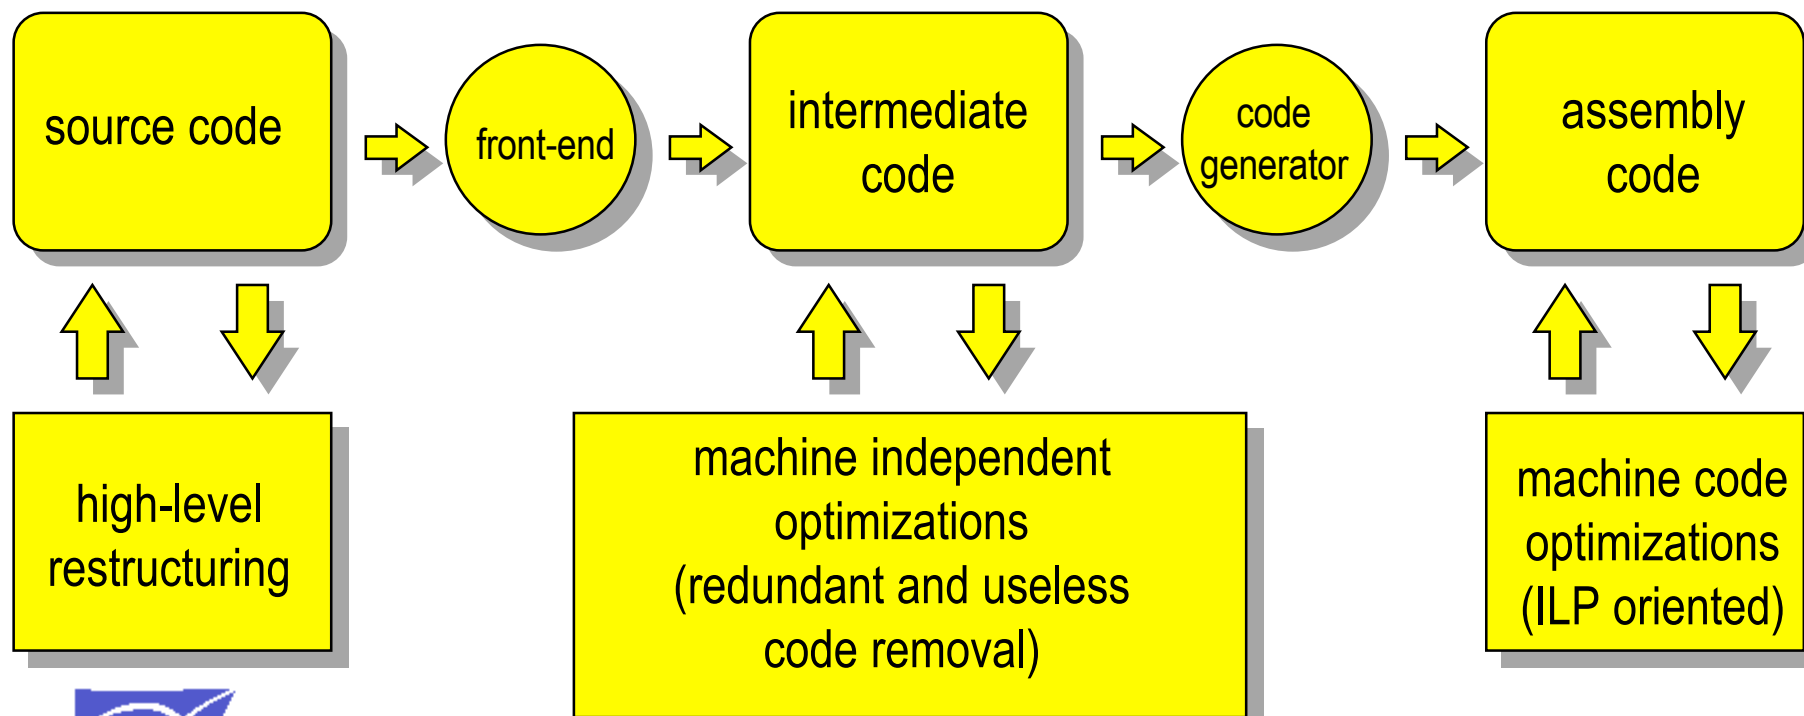 source code
front-end
intermediate
code
code
generator
assembly
code
high-level
restructuring
machine independent
optimizations
(redundant and useless
code removal)
machine code
optimizations
(ILP oriented)